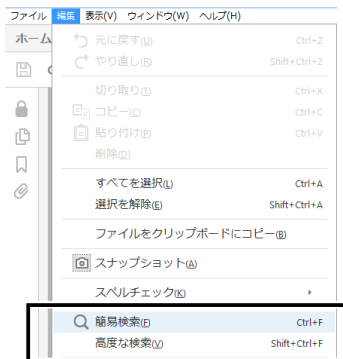 ファイル 編集 表示(V) ウィンドウ(W) ヘルプ(H)
ホーム
元に戻す(U) Ctrl+Z
やり直し(R) Shift+Ctrl+Z
切り取り(T) Ctrl+X
コピー(C) Ctrl+C
貼り付け(P) Ctrl+V
削除(D)
すべてを選択(L) Ctrl+A
選択を解除(E) Shift+Ctrl+A
ファイルをクリップボードにコピー(B)
スナップショット(A)
スペルチェック(K)
簡易検索(F) Ctrl+F
高度な検索(V) Shift+Ctrl+F